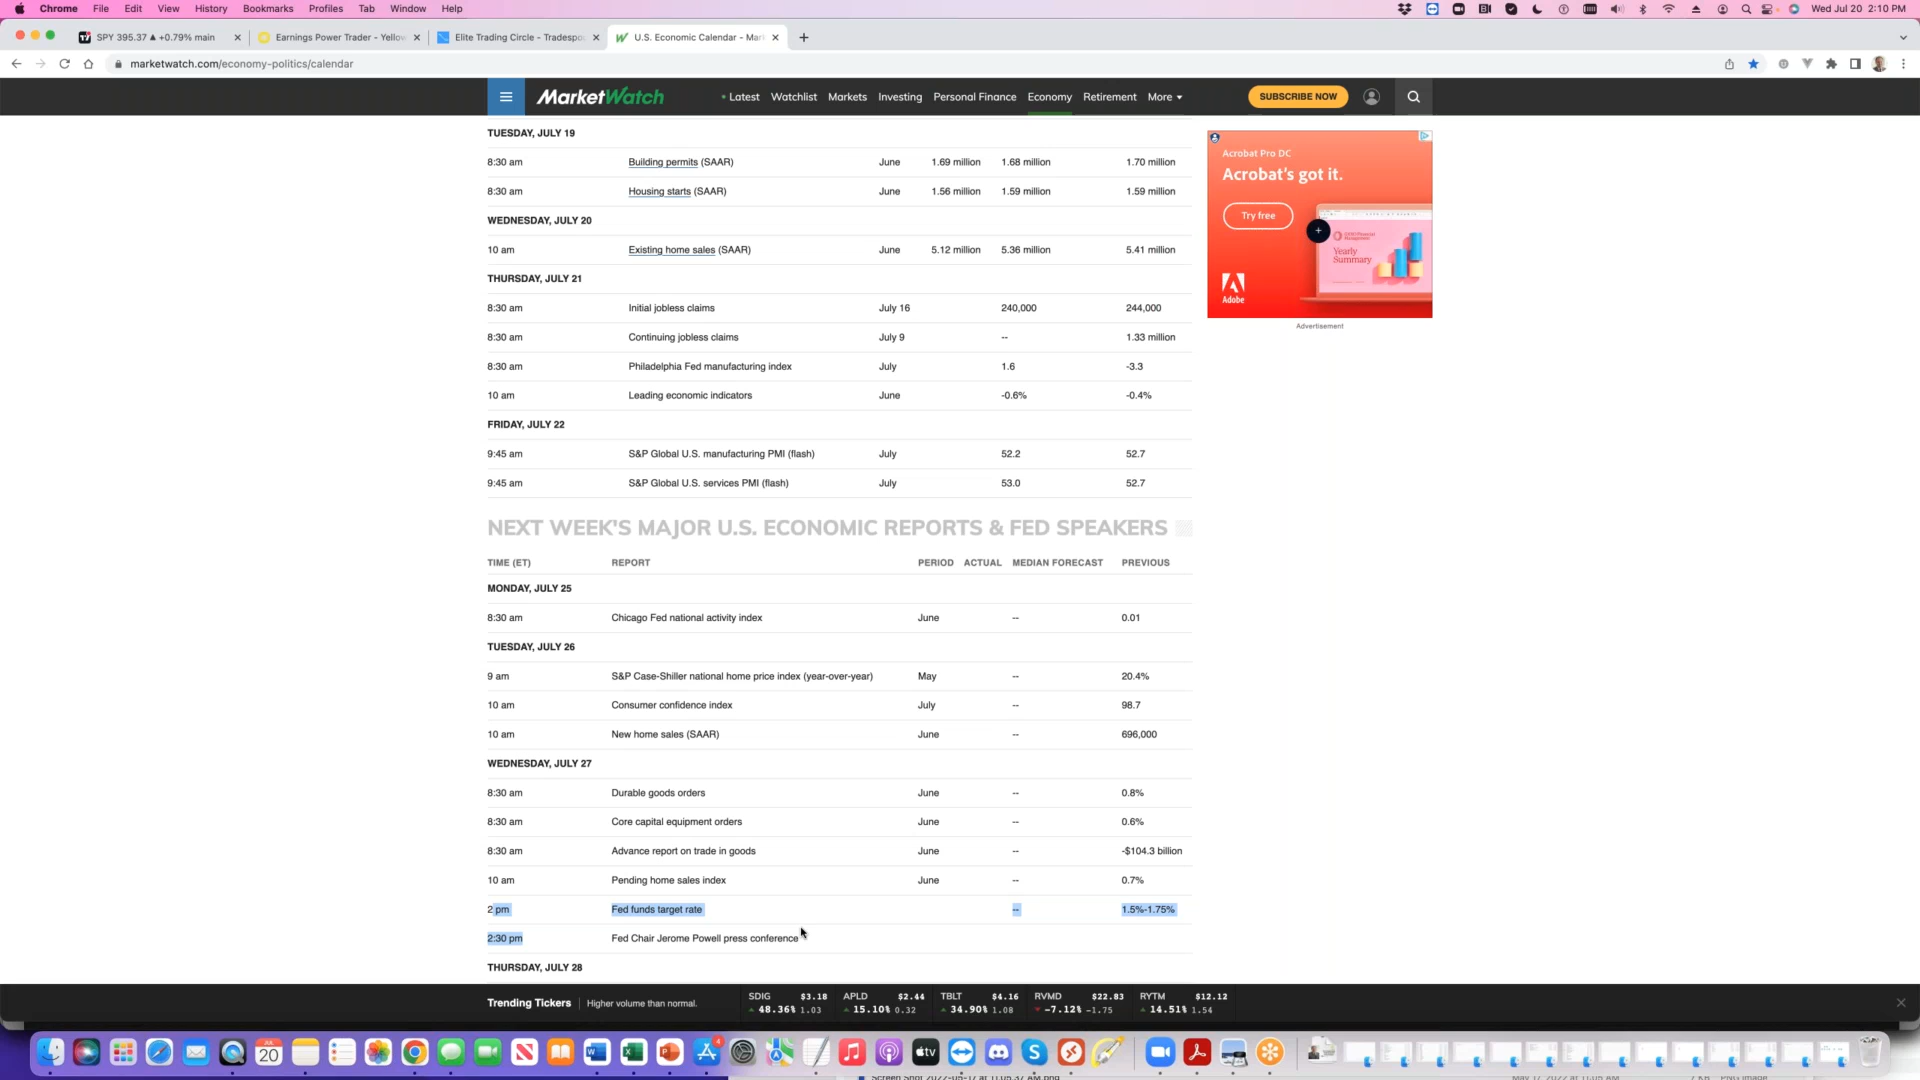 Chrome File Edit View History Bookmarks Profiles Tab Window Help Wed Jul 20 2:10 PM
SPY 395.37 ▲ +0.79% main Earnings Power Trader - Yellow Elite Trading Circle - Tradespo U.S. Economic Calendar - Mar
marketwatch.com/economy-politics/calendar
MarketWatch • Latest Watchlist Markets Investing Personal Finance Economy Retirement More SUBSCRIBE NOW
TUESDAY, JULY 19
8:30 am Building permits (SAAR) June 1.69 million 1.68 million 1.70 million
8:30 am Housing starts (SAAR) June 1.56 million 1.59 million 1.59 million
WEDNESDAY, JULY 20
10 am Existing home sales (SAAR) June 5.12 million 5.36 million 5.41 million
THURSDAY, JULY 21
8:30 am Initial jobless claims July 16 240,000 244,000
8:30 am Continuing jobless claims July 9 -- 1.33 million
8:30 am Philadelphia Fed manufacturing index July 1.6 -3.3
10 am Leading economic indicators June -0.6% -0.4%
FRIDAY, JULY 22
9:45 am S&P Global U.S. manufacturing PMI (flash) July 52.2 52.7
9:45 am S&P Global U.S. services PMI (flash) July 53.0 52.7
Acrobat Pro DC
Acrobat's got it.
Try free
Yearly
Summary
Adobe
Advertisement
NEXT WEEK'S MAJOR U.S. ECONOMIC REPORTS & FED SPEAKERS
TIME (ET) REPORT PERIOD ACTUAL MEDIAN FORECAST PREVIOUS
MONDAY, JULY 25
8:30 am Chicago Fed national activity index June -- 0.01
TUESDAY, JULY 26
9 am S&P Case-Shiller national home price index (year-over-year) May -- 20.4%
10 am Consumer confidence index July -- 98.7
10 am New home sales (SAAR) June -- 696,000
WEDNESDAY, JULY 27
8:30 am Durable goods orders June -- 0.8%
8:30 am Core capital equipment orders June -- 0.6%
8:30 am Advance report on trade in goods June -- -$104.3 billion
10 am Pending home sales index June -- 0.7%
2 pm Fed funds target rate -- 1.5%-1.75%
2:30 pm Fed Chair Jerome Powell press conference
THURSDAY, JULY 28
Trending Tickers Higher volume than normal.
SDIG $3.18 APLD $2.44 TBLT $4.16 RVMD $22.83 RYTM $12.12
48.36% 1.03 15.10% 0.32 34.90% 1.08 -7.12% -1.75 14.51% 1.54
JUL
20
tv
4